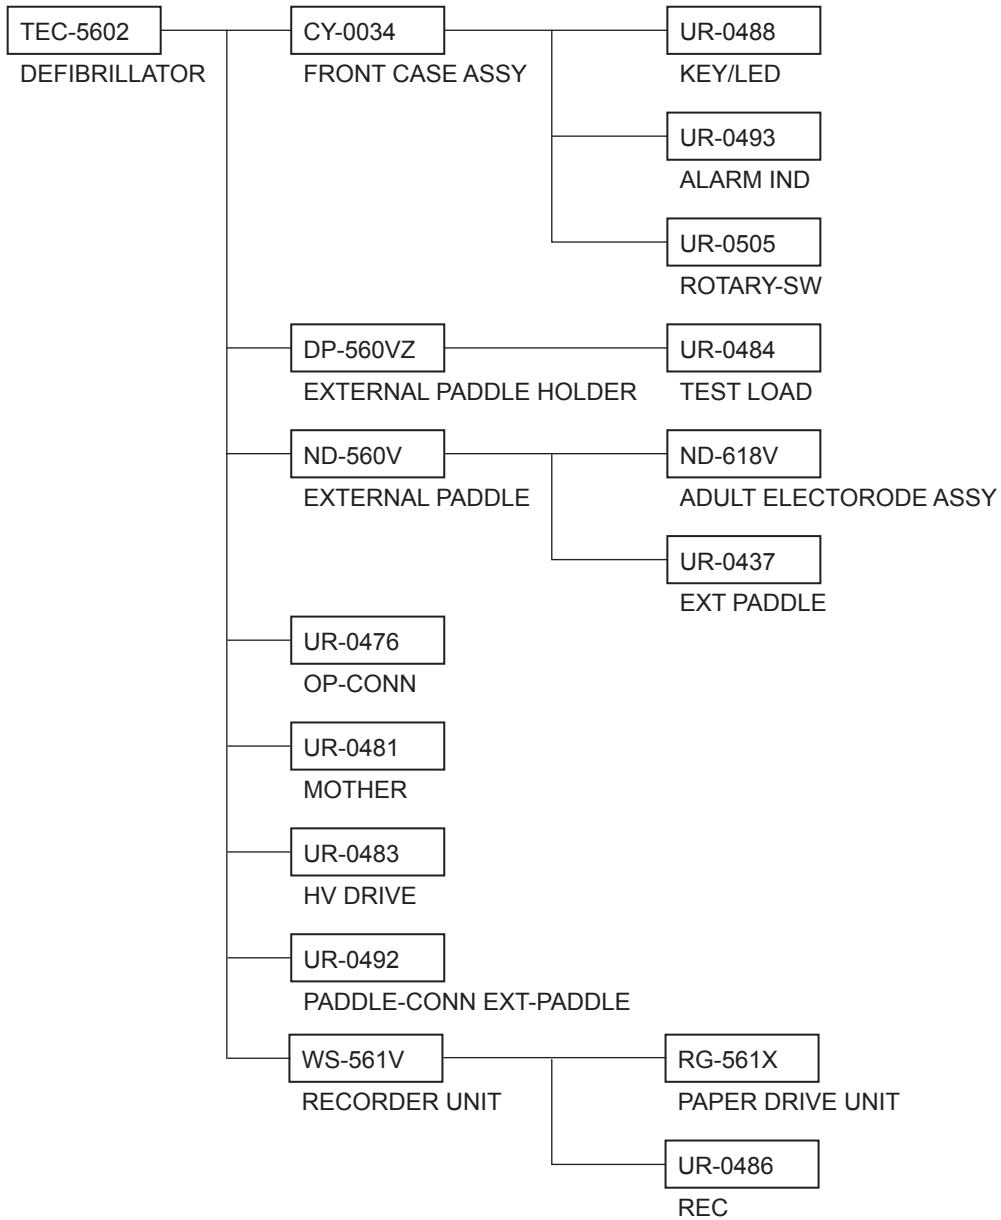 TEC-5602
DEFIBRILLATOR
CY-0034
FRONT CASE ASSY
UR-0488
KEY/LED
UR-0493
ALARM IND
UR-0505
ROTARY-SW
DP-560VZ
EXTERNAL PADDLE HOLDER
UR-0484
TEST LOAD
ND-560V
EXTERNAL PADDLE
ND-618V
ADULT ELECTORODE ASSY
UR-0437
EXT PADDLE
UR-0476
OP-CONN
UR-0481
MOTHER
UR-0483
HV DRIVE
UR-0492
PADDLE-CONN EXT-PADDLE
WS-561V
RECORDER UNIT
RG-561X
PAPER DRIVE UNIT
UR-0486
REC